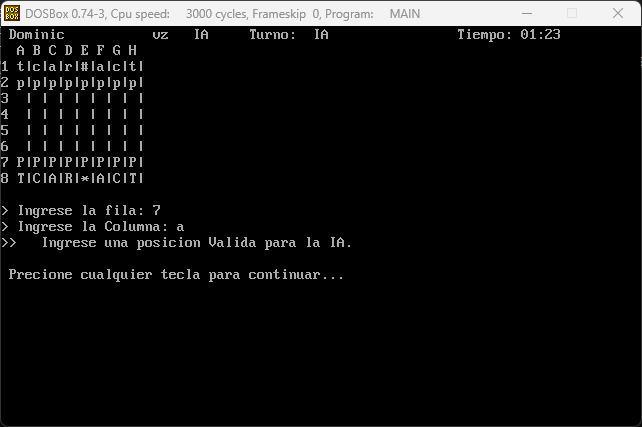 DOSBox 0.74-3, Cpu speed: 3000 cycles, Frameskip 0, Program: MAIN
Dominic vz IA Turno: IA Tiempo: 01:23
A B C D E F G H
1 t|c|a|r|#|a|c|t|
2 p|p|p|p|p|p|p|p|
3 | | | | | | | |
4 | | | | | | | |
5 | | | | | | | |
6 | | | | | | | |
7 P|P|P|P|P|P|P|P|
8 T|C|A|R|*|A|C|T|
> Ingrese la fila: 7
> Ingrese la Columna: a
>> Ingrese una posicion Valida para la IA.
Precione cualquier tecla para continuar...